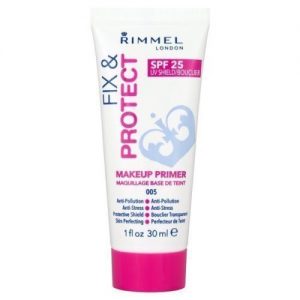 RIMMEL
LONDON
FIX &
PROTECT
SPF 25
UV SHIELD/BOUCLIER
MAKEUP PRIMER
MAQUILLAGE BASE DE TEINT
005
Anti-Pollution • Anti-Pollution
Anti-Stress • Anti-Stress
Protective Shield • Bouclier Transparent
Skin Perfecting • Perfecteur de Teint
1 fl oz 30 ml e